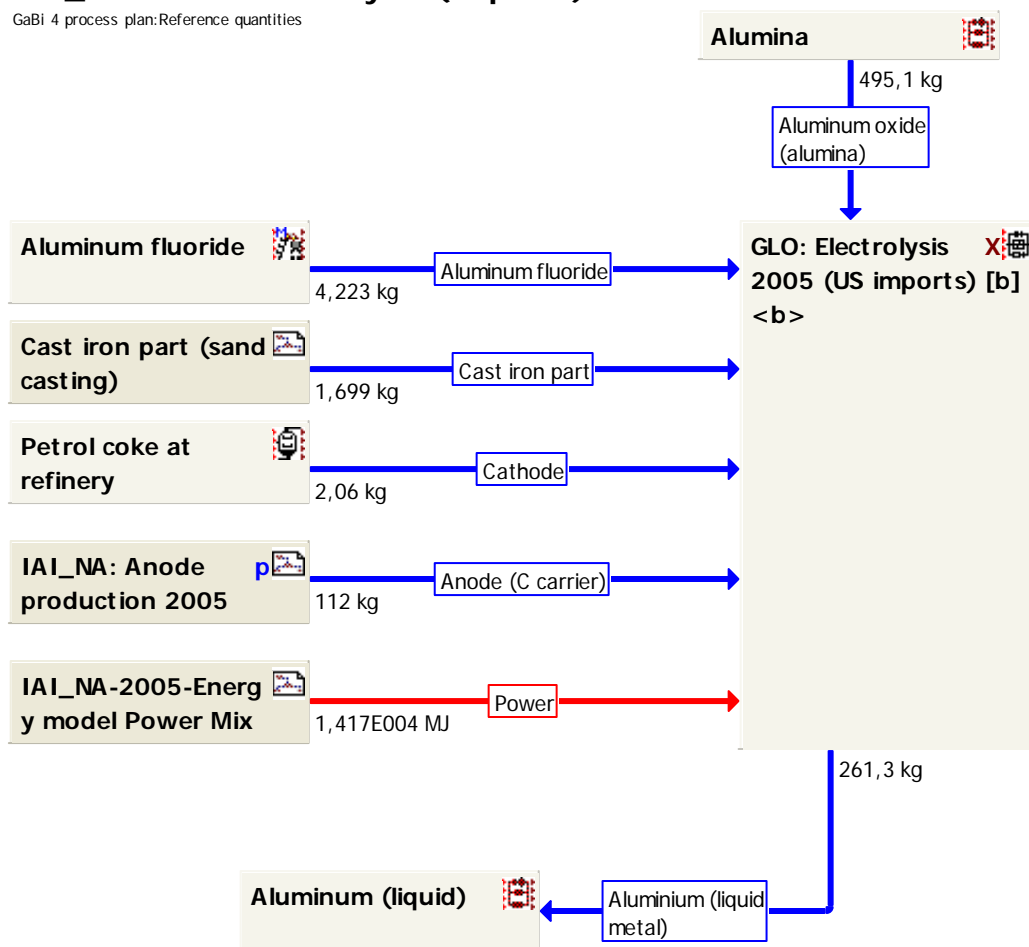 GaBi 4 process plan:Reference quantities
Alumina
495,1 kg
Aluminum oxide
(alumina)
Aluminum fluoride
4,223 kg
Aluminum fluoride
GLO: Electrolysis
2005 (US imports) [b]
<b>
X
Cast iron part (sand
casting)
1,699 kg
Cast iron part
Petrol coke at
refinery
2,06 kg
Cathode
IAI_NA: Anode
production 2005
p
112 kg
Anode (C carrier)
IAI_NA-2005-Energ
y model Power Mix
1,417E004 MJ
Power
261,3 kg
Aluminum (liquid)
Aluminium (liquid
metal)